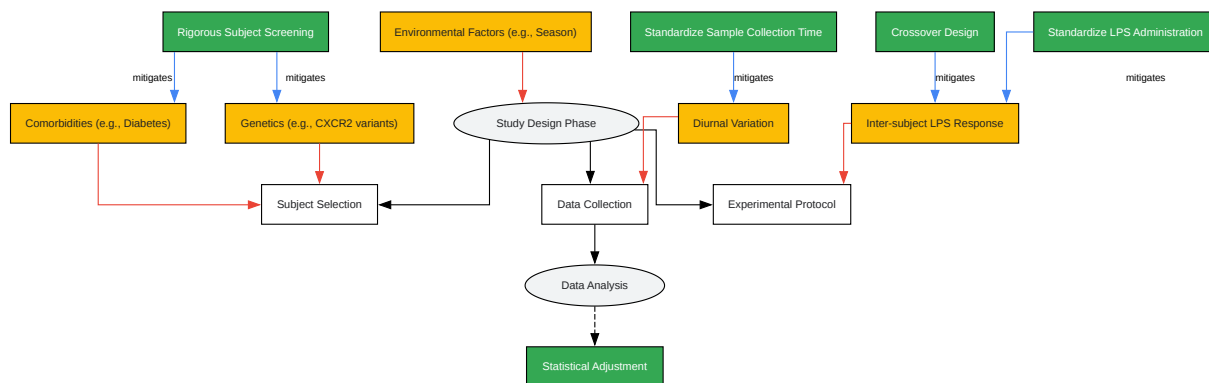 Rigorous Subject Screening
Environmental Factors (e.g., Season)
Standardize Sample Collection Time
Crossover Design
Standardize LPS Administration
mitigates
mitigates
mitigates
mitigates
mitigates
Comorbidities (e.g., Diabetes)
Genetics (e.g., CXCR2 variants)
Study Design Phase
Diurnal Variation
Inter-subject LPS Response
Subject Selection
Data Collection
Experimental Protocol
Data Analysis
Statistical Adjustment